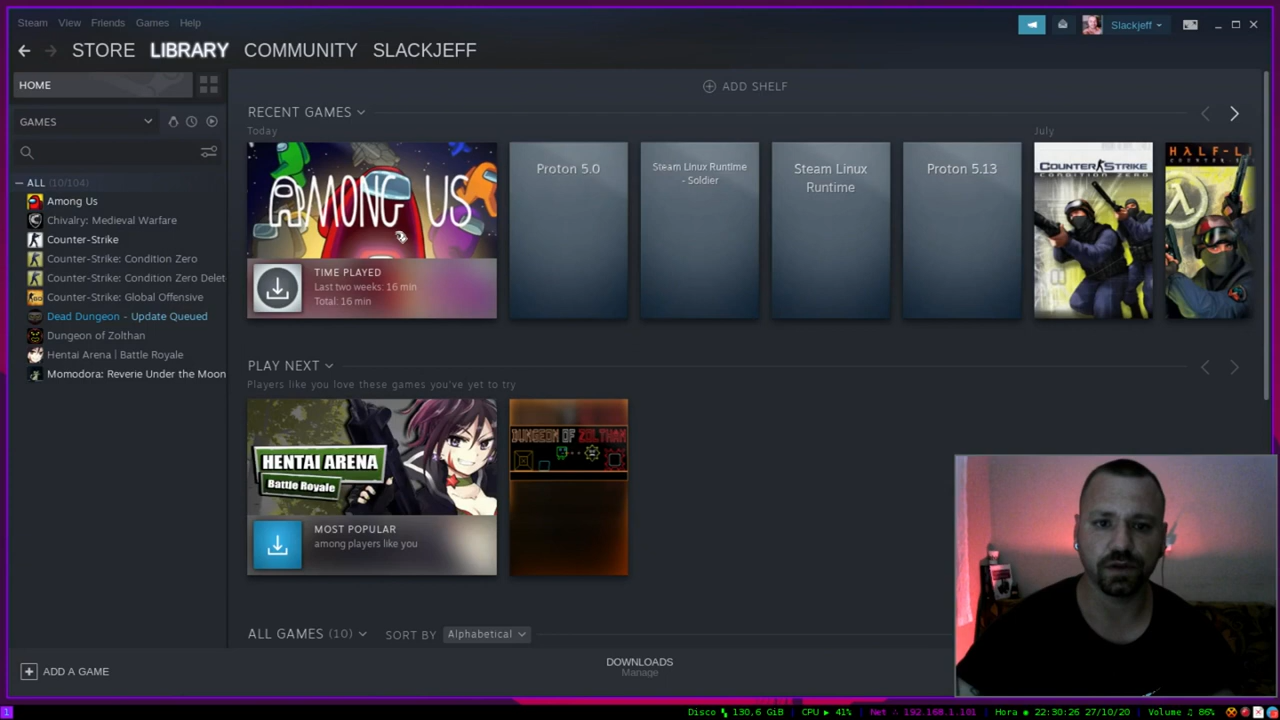 Steam View Friends Games Help
Slackjeff
STORE LIBRARY COMMUNITY SLACKJEFF
HOME
ADD SHELF
GAMES
RECENT GAMES
Today
July
AMONG US
TIME PLAYED
Last two weeks: 16 min
Total: 16 min
Proton 5.0
Steam Linux Runtime
- Soldier
Steam Linux
Runtime
Proton 5.13
COUNTER STRIKE
CONDITION ZERO
HALF-LI
ALL (10/104)
Among Us
Chivalry: Medieval Warfare
Counter-Strike
Counter-Strike: Condition Zero
Counter-Strike: Condition Zero Delet
Counter-Strike: Global Offensive
Dead Dungeon - Update Queued
Dungeon of Zolthan
Hentai Arena | Battle Royale
Momodora: Reverie Under the Moon
PLAY NEXT
Players like you love these games you've yet to try
HENTAI ARENA
Battle Royale
MOST POPULAR
among players like you
DUNGEON OF ZOLTHAN
ALL GAMES (10) SORT BY Alphabetical
ADD A GAME
DOWNLOADS
Manage
1
Disco 130,6 GiB CPU 41% Net 192.168.1.101 Hora 22:30:26 27/10/20 Volume 86%